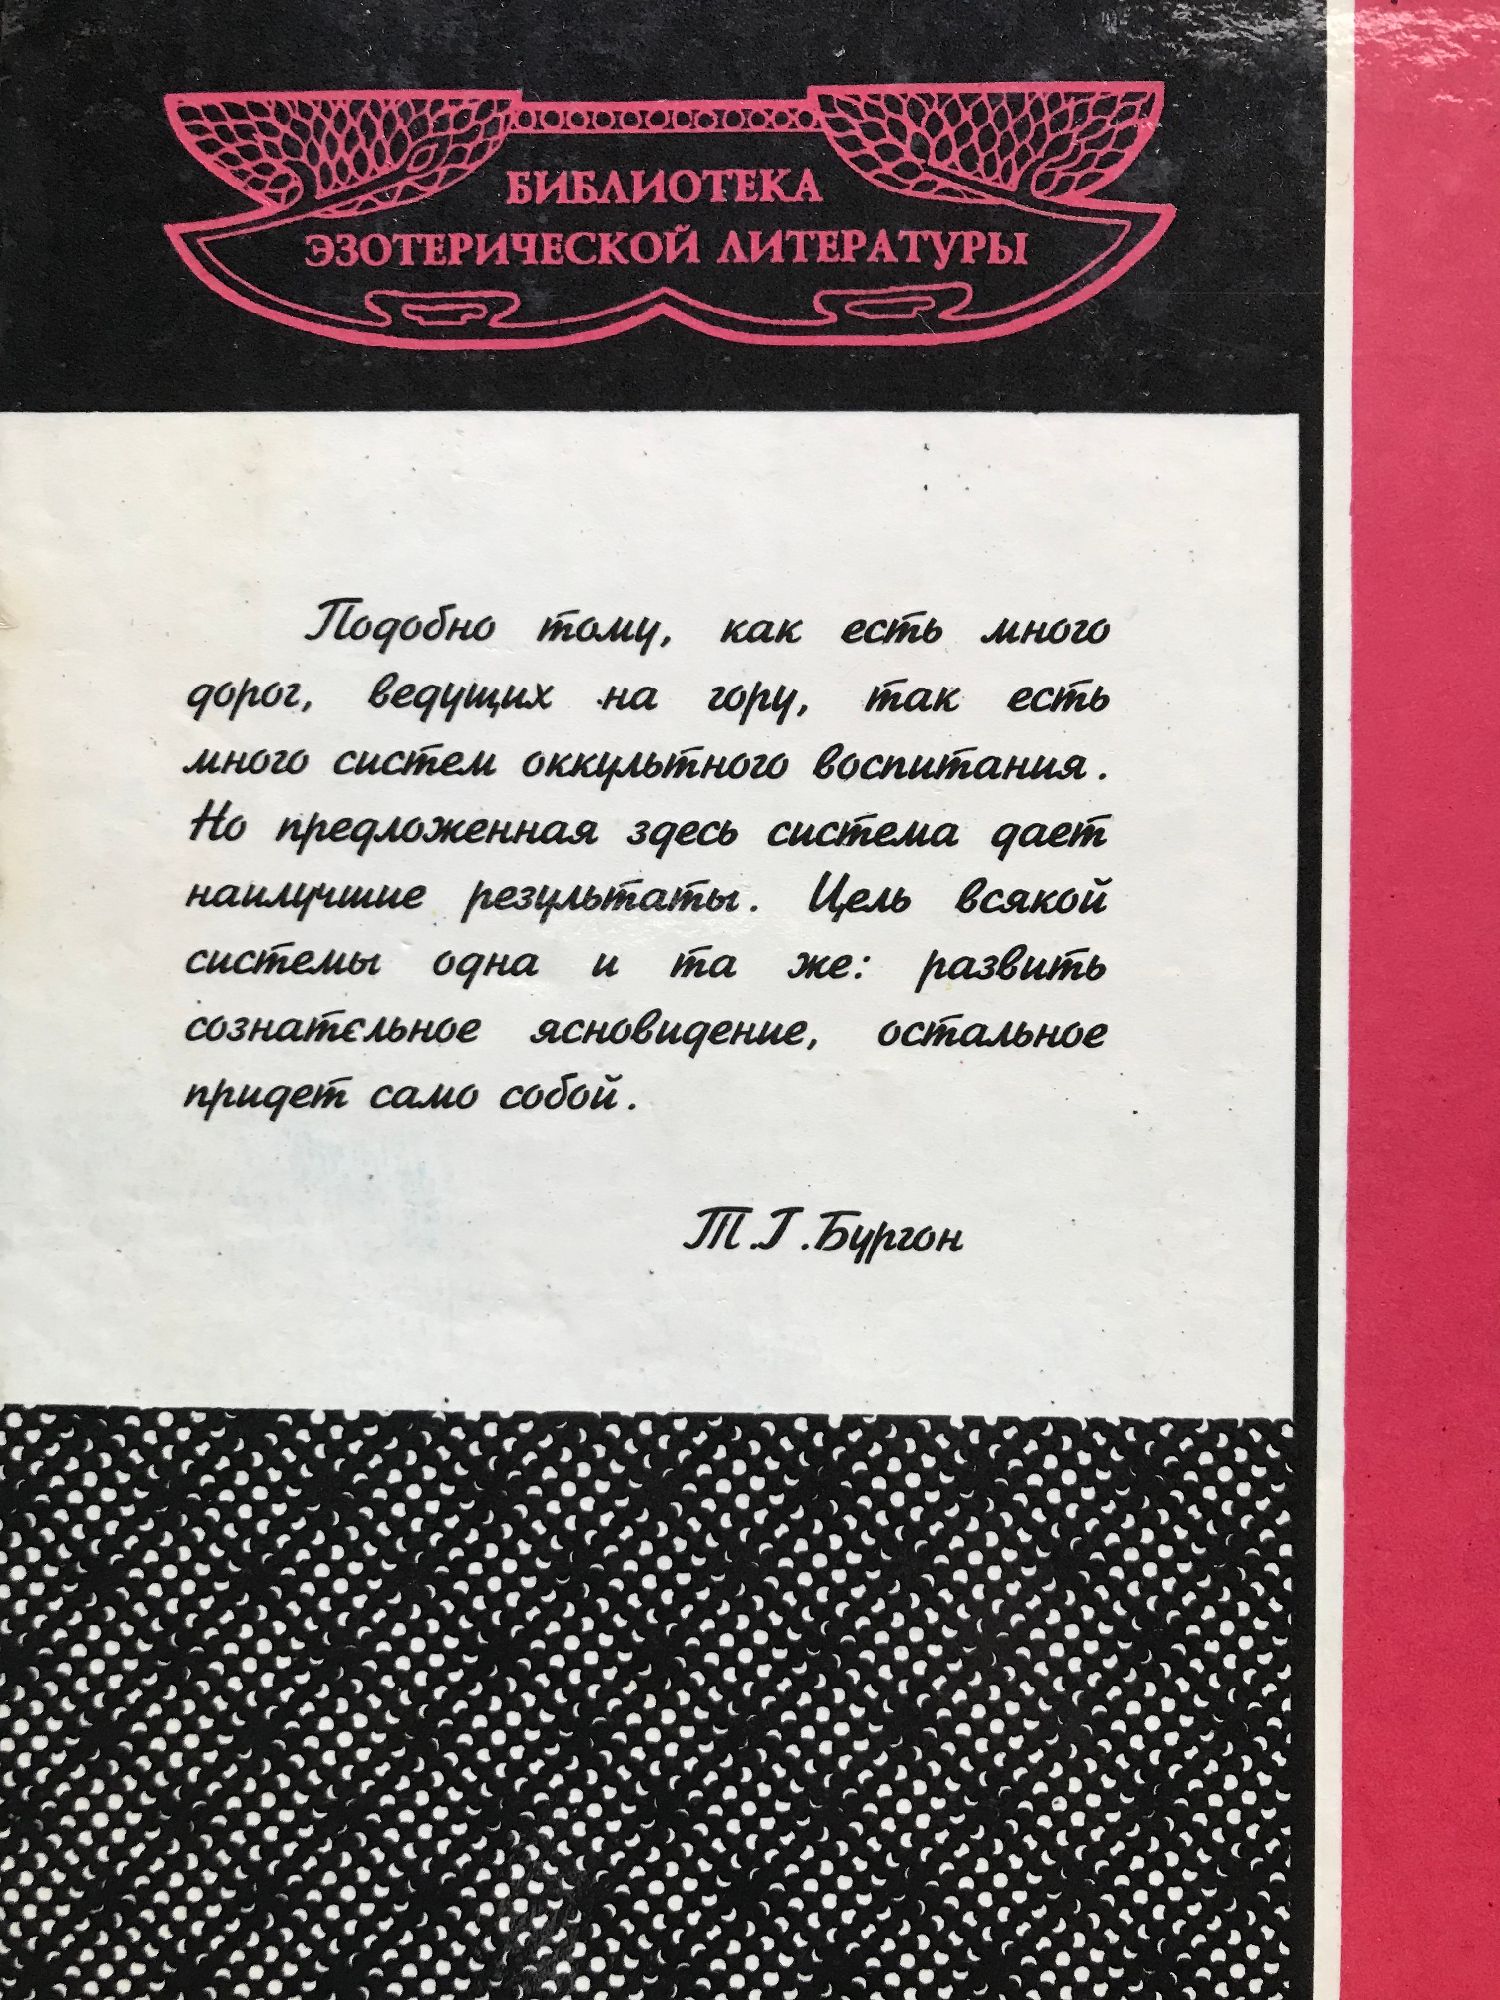 БИБЛИОТЕКА
ЭЗОТЕРИЧЕСКОЙ ЛИТЕРАТУРЫ
Подобно тому, как есть много
дорог, ведущих на гору, так есть
много систем оккультного воспитания.
Но предложенная здесь система дает
наилучшие результаты. Цель всякой
системы одна и та же: развить
сознательное ясновидение, остальное
придет само собой.
Т.Г.Бургон